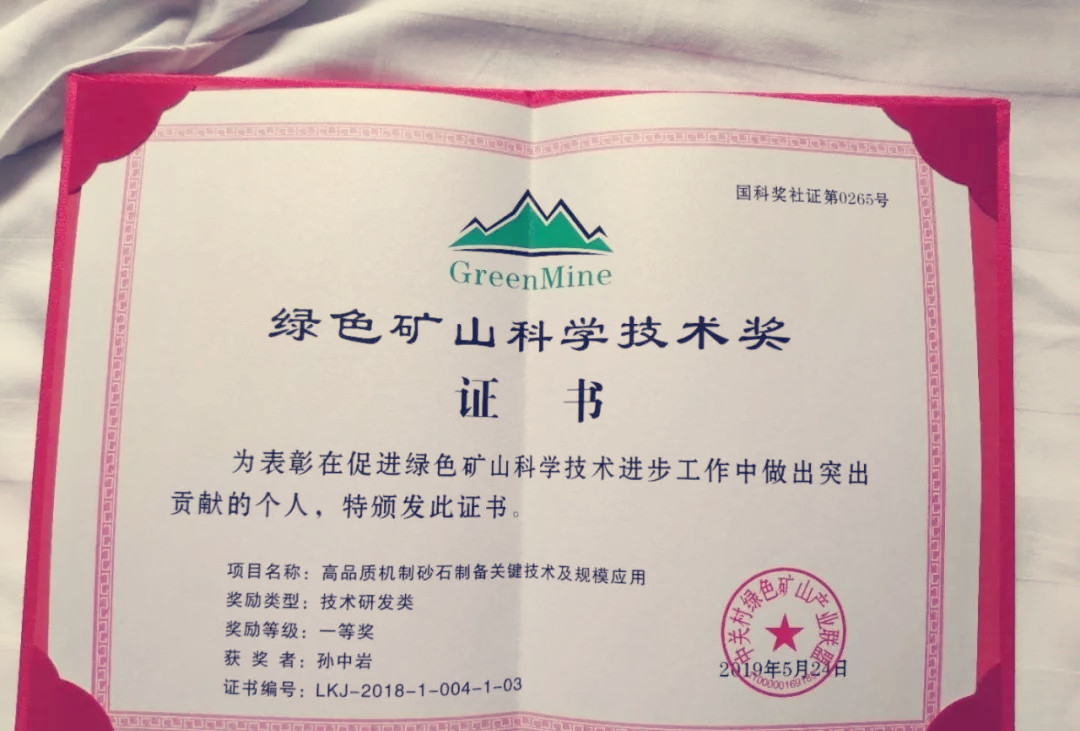 国科奖社证第0265号
GreenMine
绿色矿山科学技术奖
证书
为表彰在促进绿色矿山科学技术进步工作中做出突出
贡献的个人，特颁发此证书。
项目名称：高品质机制砂石制备关键技术及规模应用
奖励类型：技术研发类
奖励等级：一等奖
获奖者：孙中岩
证书编号：LKJ-2018-1-004-1-03
中关村绿色矿山产业联盟
2019年5月24日